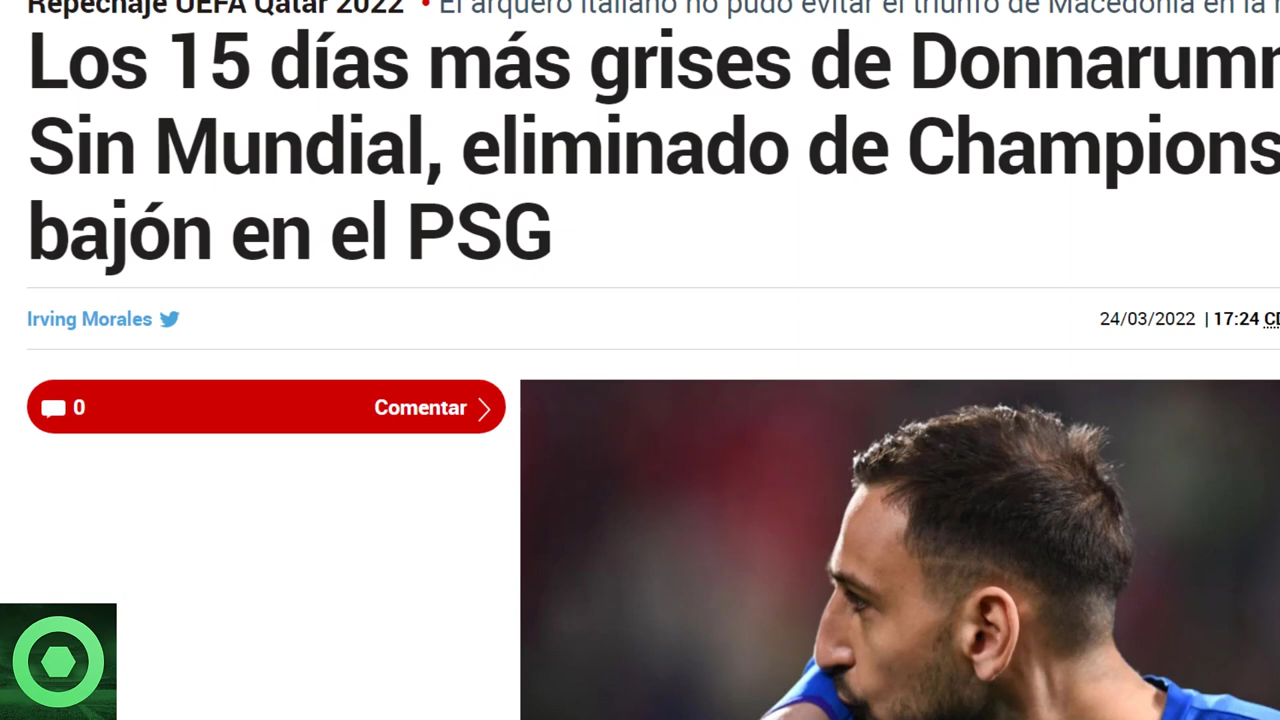 Repechaje UEFA Qatar 2022 • El arquero italiano no pudo evitar el triunfo de Macedonia en la
Los 15 días más grises de Donnarum
Sin Mundial, eliminado de Champions
bajón en el PSG
Irving Morales
24/03/2022 | 17:24
0
Comentar